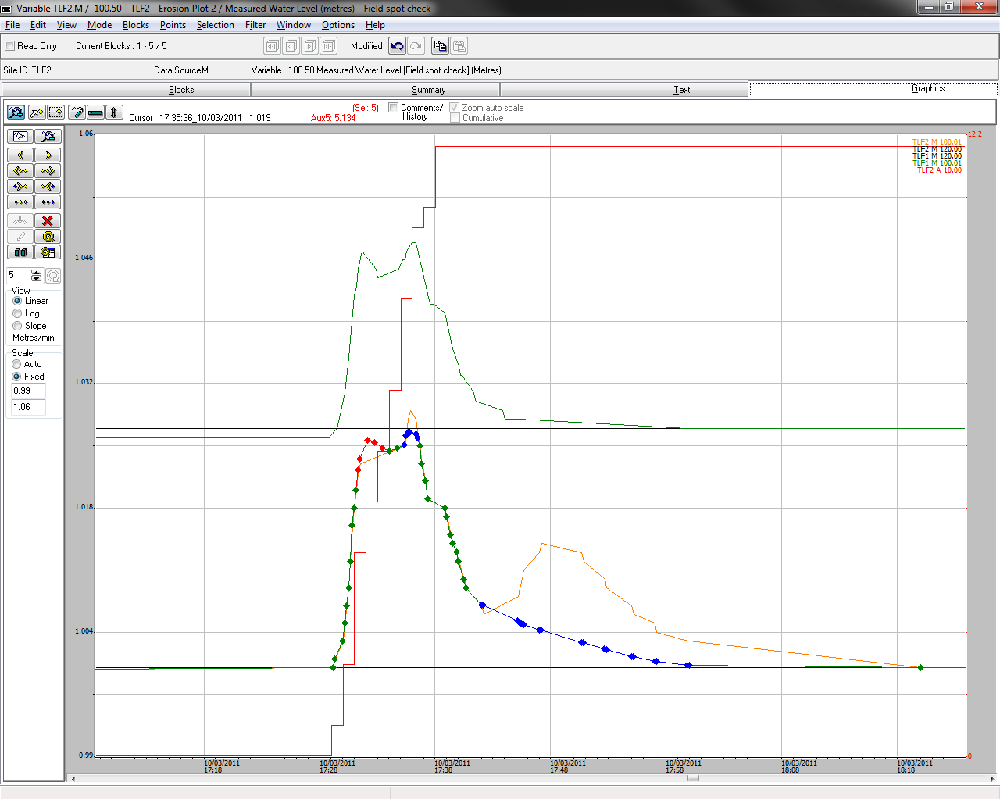 Variable TLF2.M / 100.50 - TLF2 - Erosion Plot 2 / Measured Water Level (metres) - Field spot check
File Edit View Mode Blocks Points Selection Filter Window Options Help
Read Only Current Blocks : 1 - 5 / 5 Modified
Site ID TLF2 Data Source M Variable 100.50 Measured Water Level [Field spot check] (Metres)
Blocks Summary Text Graphics
Cursor 17:35:36_10/03/2011 1.019
(Sel: 5)
Aux5: 5.134
Comments/
History
Zoom auto scale
Cumulative
5
View
Linear
Log
Slope
Metres/min
Scale
Auto
Fixed
0.99
1.06
1.06
1.046
1.032
1.018
1.004
0.99
12.2
0
TLF2 M 100.01
TLF2 M 120.00
TLF1 M 120.00
TLF1 M 100.01
TLF2 A 10.00
10/03/2011 10/03/2011 10/03/2011 10/03/2011 10/03/2011 10/03/2011 10/03/2011
17:18 17:28 17:38 17:48 17:58 18:08 18:18